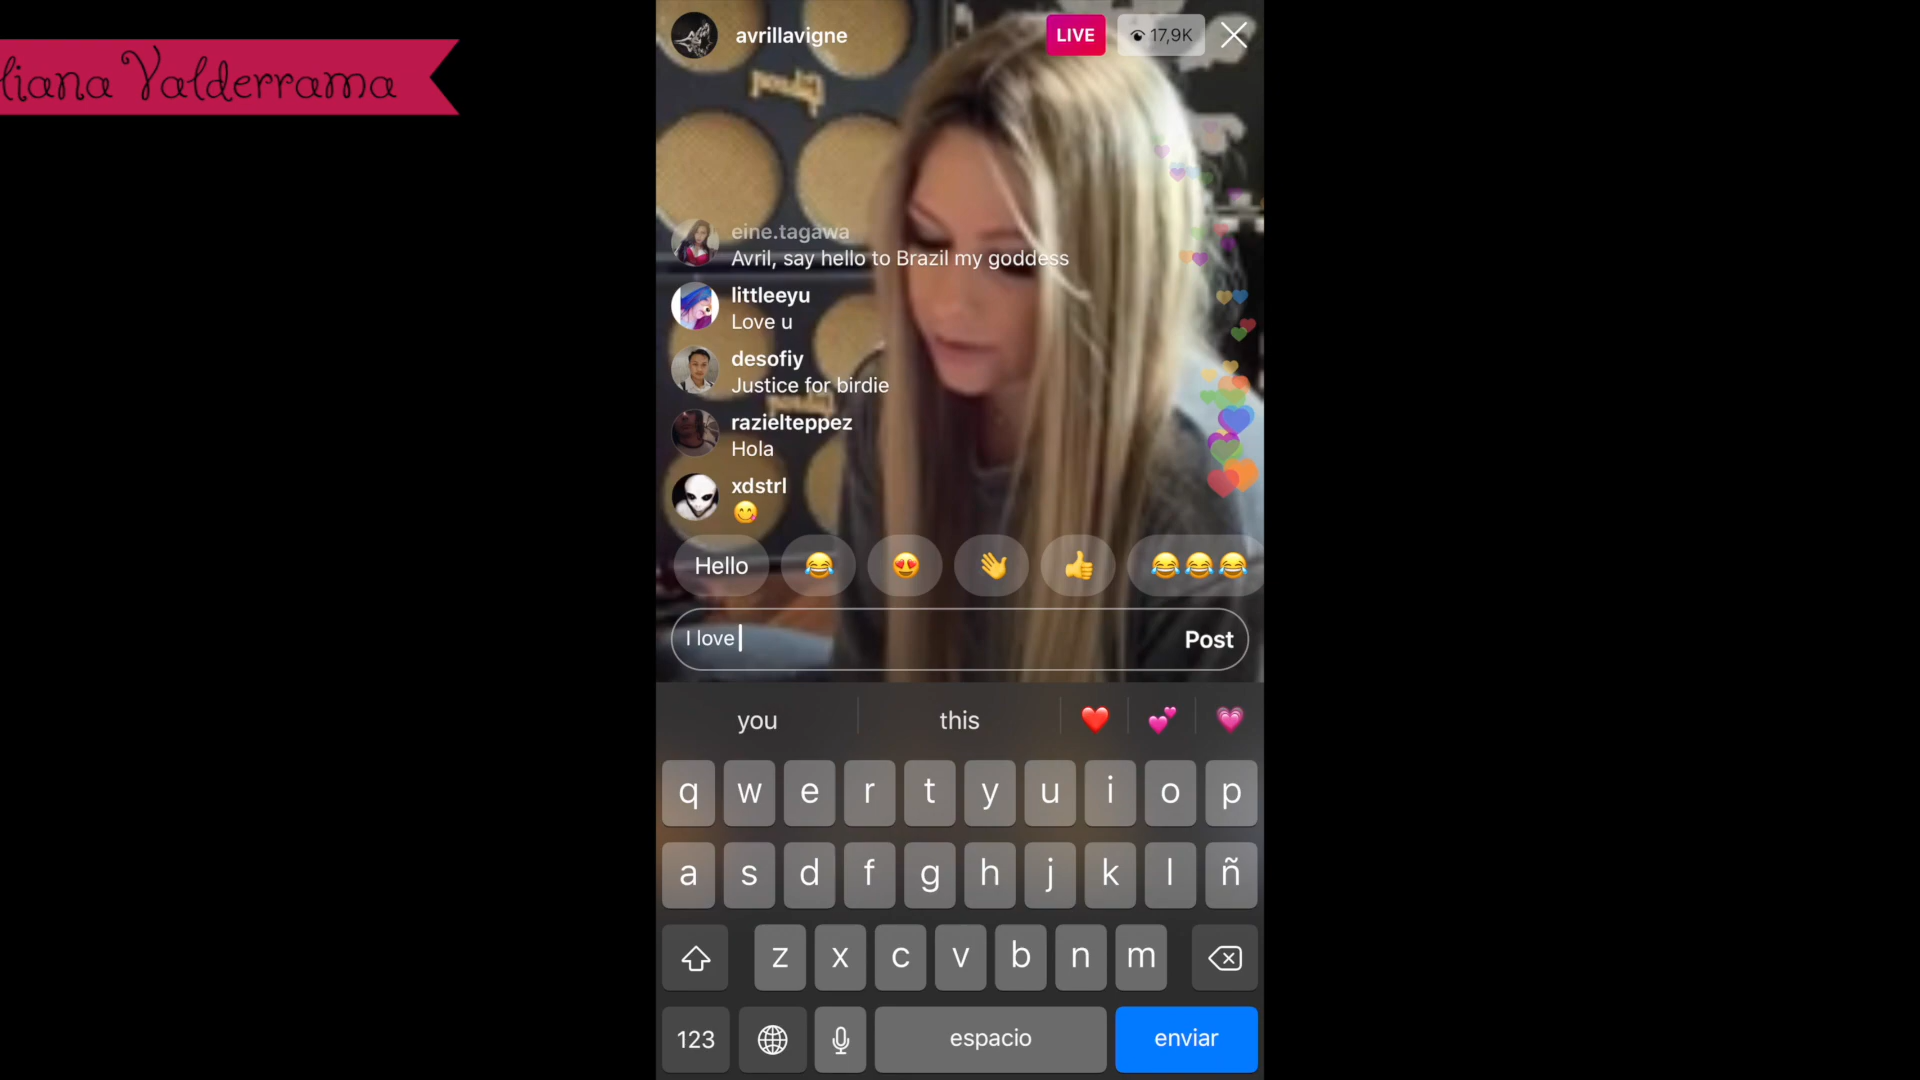 liana Valderrama
avrillavigne
LIVE
17,9K
eine.tagawa
Avril, say hello to Brazil my goddess
littleeyu
Love u
desofiy
Justice for birdie
razielteppez
Hola
xdstrl
😋
Hello 😂 😍 👋 👍 😂😂😂
I love
Post
you this ❤️ 💕 💗
q w e r t y u i o p
a s d f g h j k l ñ
z x c v b n m
123 espacio enviar